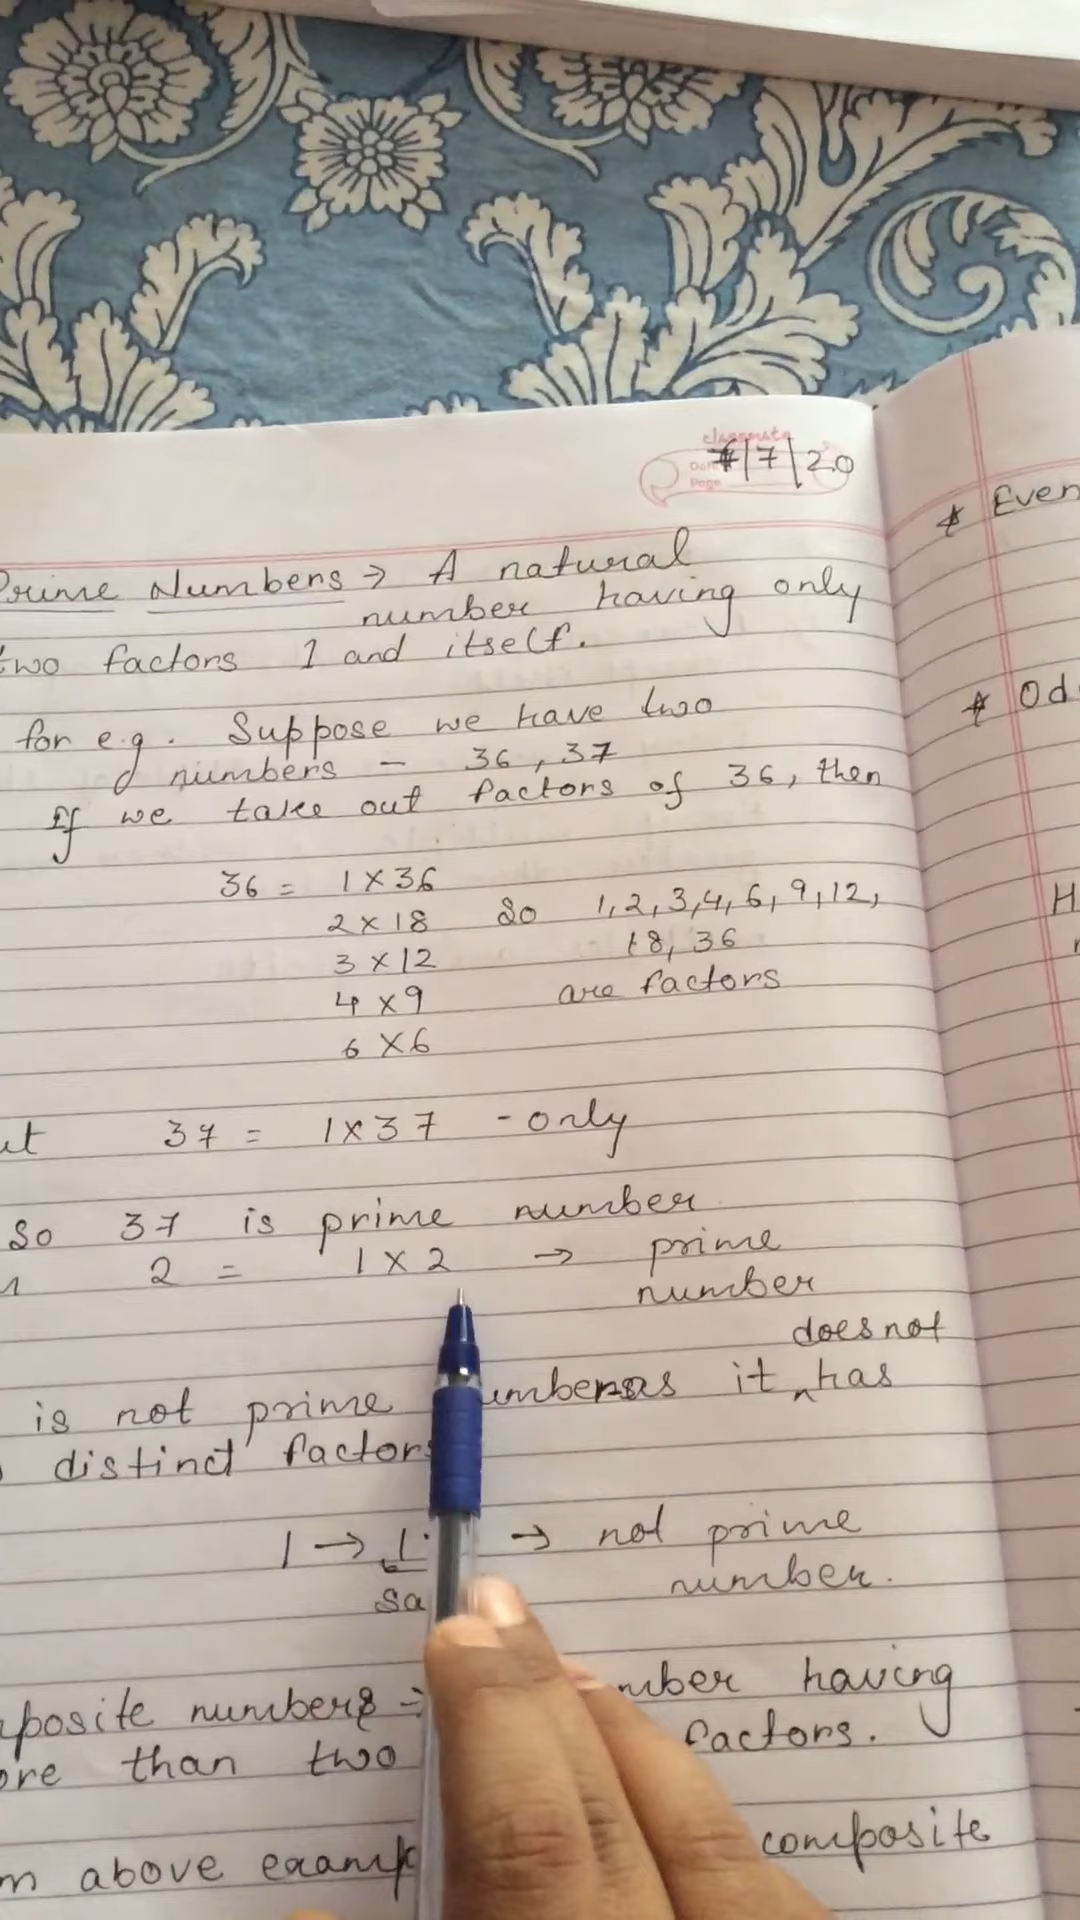 classmate
Date
Page
7/7/20
Prime Numbers → A natural
number having only
two factors 1 and itself.
for e.g. Suppose we have two
numbers - 36, 37
If we take out factors of 36, then
36 = 1 × 36
2 × 18 So 1, 2, 3, 4, 6, 9, 12,
3 × 12 18, 36
4 × 9 are factors
6 × 6
37 = 1 × 37 - only
So 37 is prime number
2 = 1 × 2 → prime
number
does not
is not prime as it ^ has
distinct factors
1 → 1. → not prime
number.
numbers → having
than two factors.
above composite
* Even
*